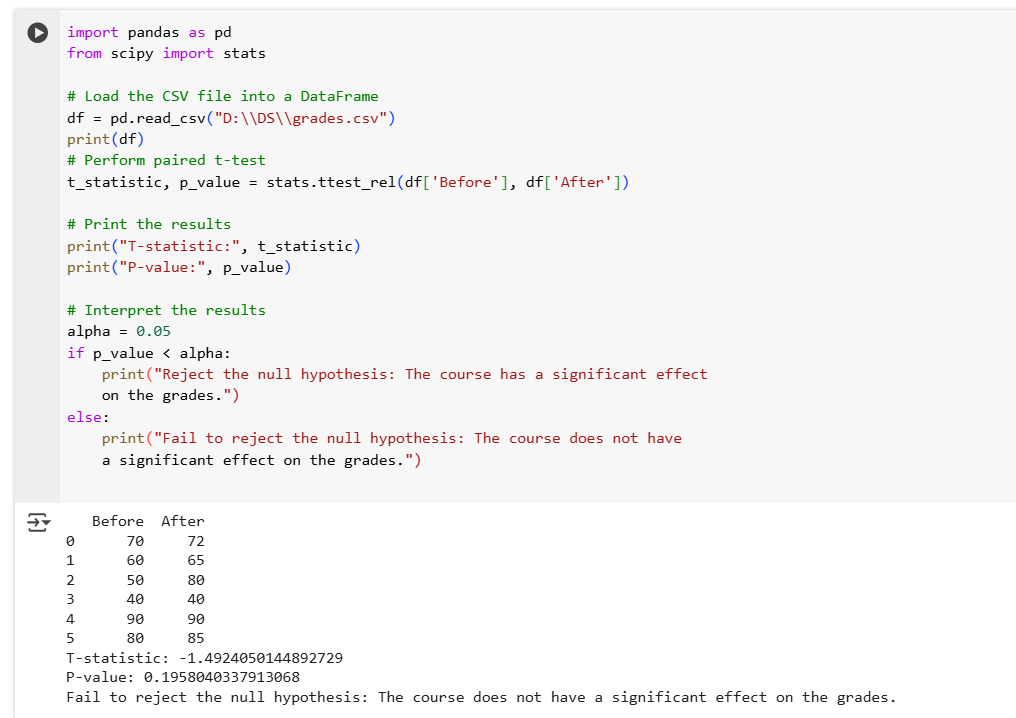 import pandas as pd
from scipy import stats
# Load the CSV file into a DataFrame
df = pd.read_csv("D:\\DS\\grades.csv")
print(df)
# Perform paired t-test
t_statistic, p_value = stats.ttest_rel(df['Before'], df['After'])
# Print the results
print("T-statistic:", t_statistic)
print("P-value:", p_value)
# Interpret the results
alpha = 0.05
if p_value < alpha:
    print("Reject the null hypothesis: The course has a significant effect
    on the grades.")
else:
    print("Fail to reject the null hypothesis: The course does not have
    a significant effect on the grades.")
   Before  After
0      70     72
1      60     65
2      50     80
3      40     40
4      90     90
5      80     85
T-statistic: -1.4924050144892729
P-value: 0.1958040337913068
Fail to reject the null hypothesis: The course does not have a significant effect on the grades.